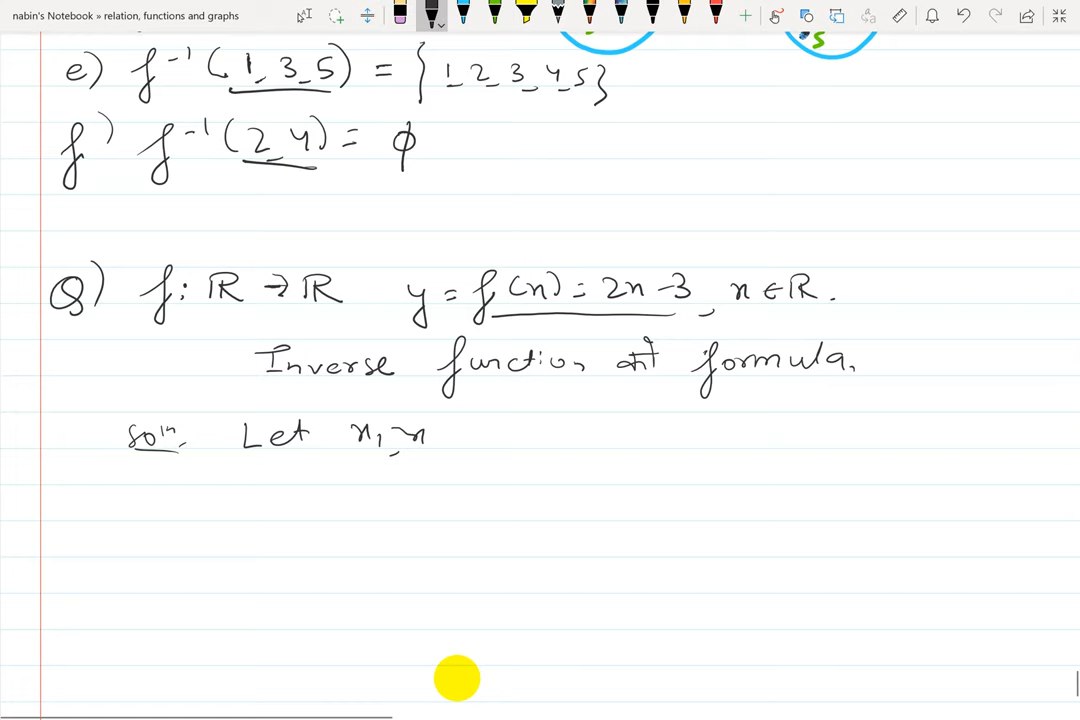 nabin's Notebook » relation, functions and graphs
e) f⁻¹(1, 3, 5) = {1, 2, 3, 4, 5}
f) f⁻¹(2, 4) = φ
Q) f: ℝ → ℝ y = f(x) = 2x - 3, x ∈ ℝ.
Inverse function को formula.
Soln. Let x₁, x